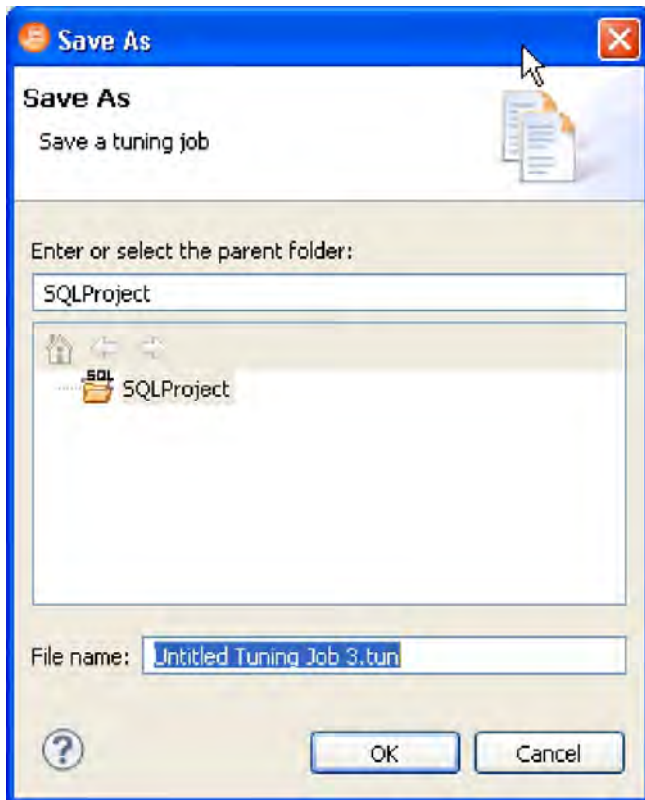 Save As
Save As
Save a tuning job
Enter or select the parent folder:
SQLProject
.SQL
SQLProject
File name: Untitled Tuning Job 3.tun
? OK Cancel